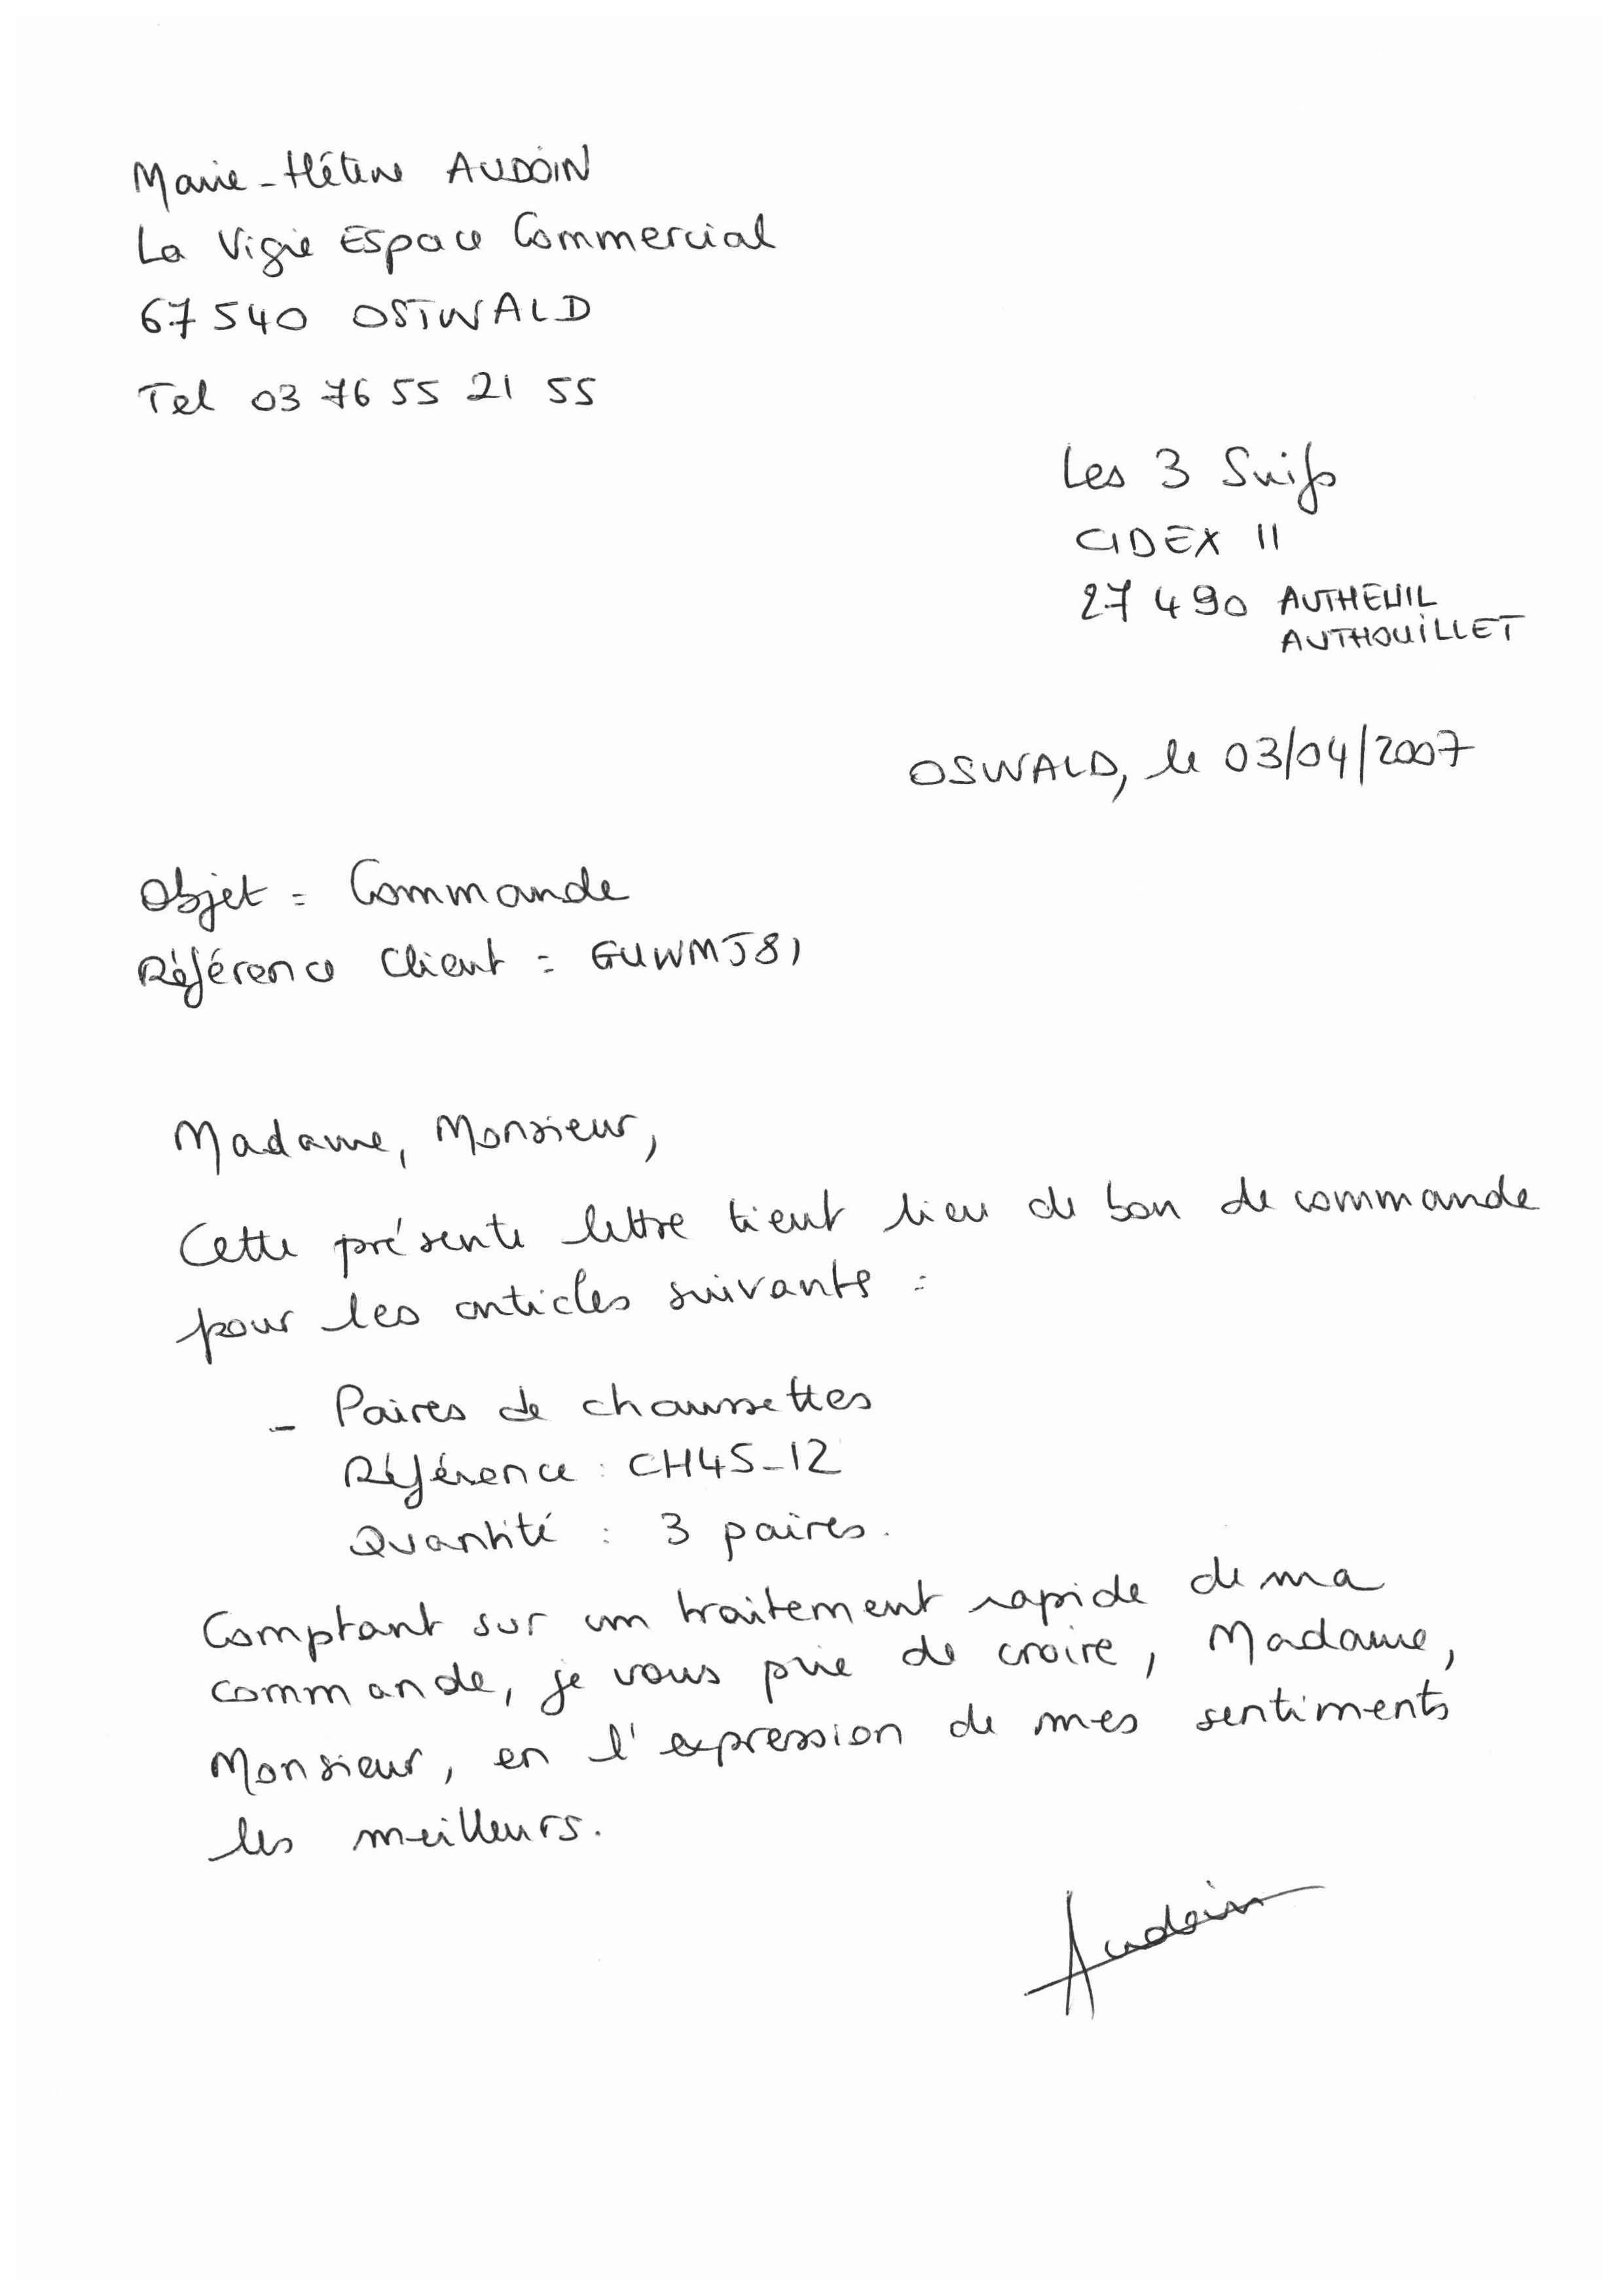 Marie-Hélène AUDOIN
La Vigie Espace Commercial
67540 OSTWALD
Tel 03 76 55 21 55
Les 3 Suifs
CIDEX 11
27490 AUTHEUIL
AUTHOUILLET
OSWALD, le 03/04/2007
Objet : Commande
Référence Client : GUWMJ81
Madame, Monsieur,
Cette présente lettre tient lieu de bon de commande
pour les articles suivants :
- Paires de chaussettes
Référence : CH45-12
Quantité : 3 paires.
Comptant sur un traitement rapide de ma
commande, je vous prie de croire, Madame,
Monsieur, en l'expression de mes sentiments
les meilleurs.
Audoin